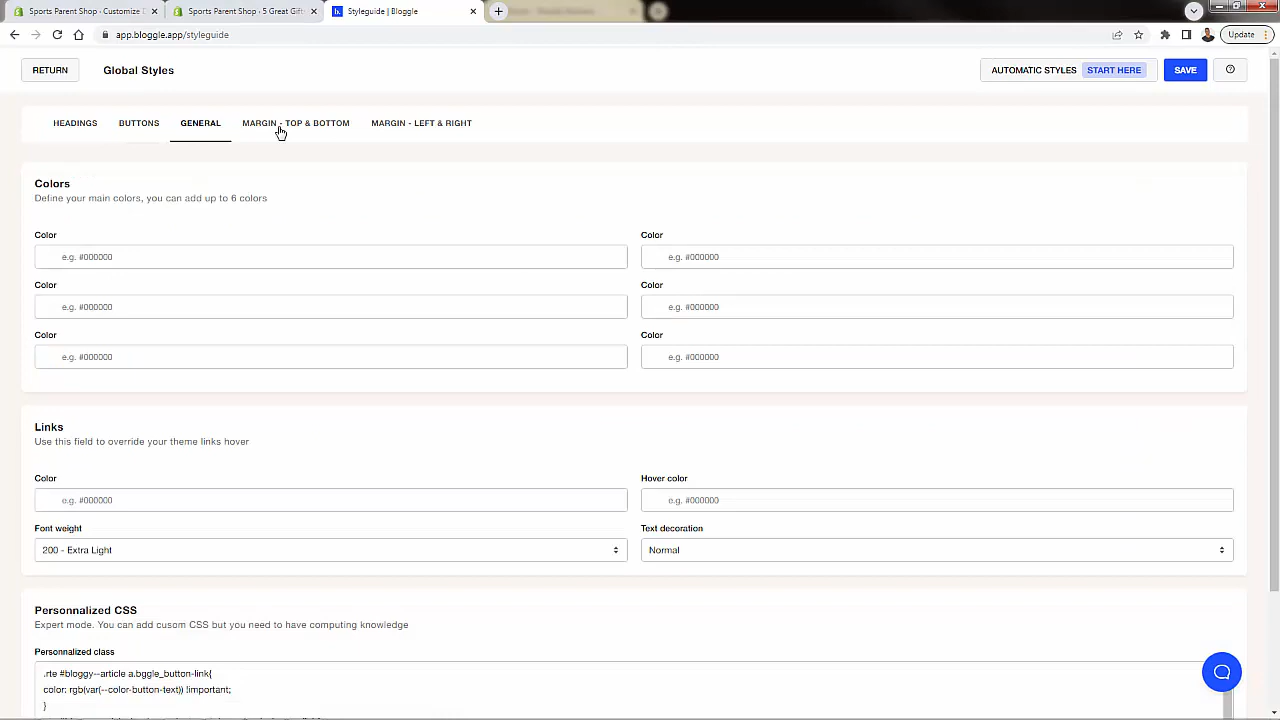 Sports Parent Shop - Customize D
Sports Parent Shop - 5 Great Gift
b.
Styleguide | Bloggle
app.bloggle.app/styleguide
Update
RETURN
Global Styles
AUTOMATIC STYLES START HERE
SAVE
HEADINGS
BUTTONS
GENERAL
MARGIN - TOP & BOTTOM
MARGIN - LEFT & RIGHT
Colors
Define your main colors, you can add up to 6 colors
Color
Color
e.g. #000000
e.g. #000000
Color
Color
e.g. #000000
e.g. #000000
Color
Color
e.g. #000000
e.g. #000000
Links
Use this field to override your theme links hover
Color
Hover color
e.g. #000000
e.g. #000000
Font weight
Text decoration
200 - Extra Light
Normal
Personnalized CSS
Expert mode. You can add cusom CSS but you need to have computing knowledge
Personnalized class
.rte #bloggy--article a.bggle_button-link{
color: rgb(var(--color-button-text)) !important;
}